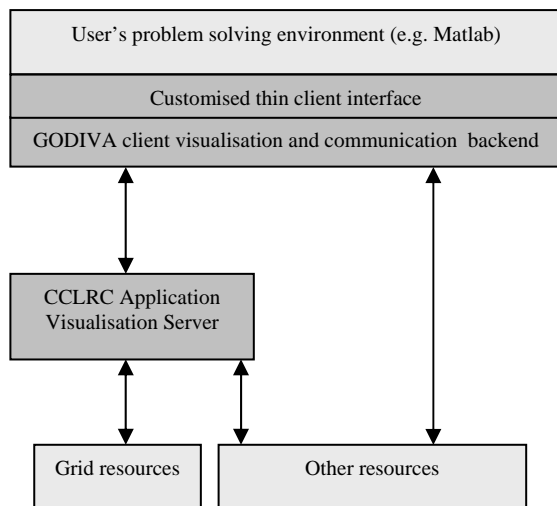 User's problem solving environment (e.g. Matlab)
Customised thin client interface
GODIVA client visualisation and communication backend
CCLRC Application
Visualisation Server
Grid resources
Other resources